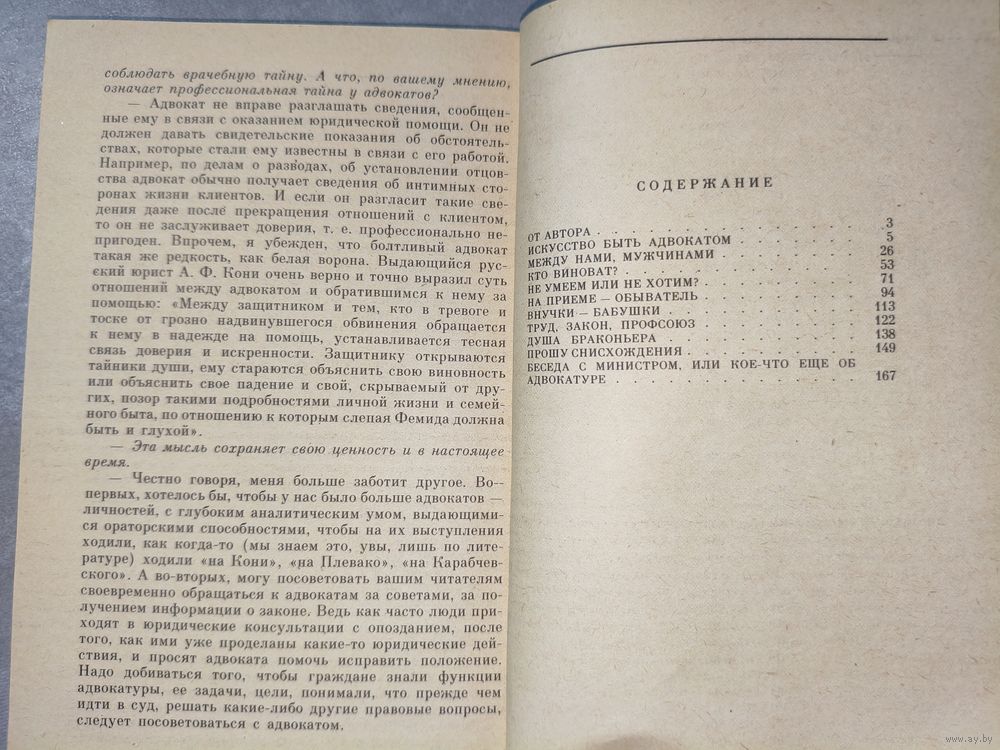 соблюдать врачебную тайну. А что, по вашему мнению,
означает профессиональная тайна у адвокатов?
— Адвокат не вправе разглашать сведения, сообщен-
ные ему в связи с оказанием юридической помощи. Он не
должен давать свидетельские показания об обстоятель-
ствах, которые стали ему известны в связи с его работой.
Например, по делам о разводах, об установлении отцов-
ства адвокат обычно получает сведения об интимных сто-
ронах жизни клиентов. И если он разгласит такие све-
дения даже после прекращения отношений с клиентом,
то он не заслуживает доверия, т. е. профессионально не-
пригоден. Впрочем, я убежден, что болтливый адвокат
такая же редкость, как белая ворона. Выдающийся рус-
ский юрист А. Ф. Кони очень верно и точно выразил суть
отношений между адвокатом и обратившимся к нему за
помощью: «Между защитником и тем, кто в тревоге и
тоске от грозно надвинувшегося обвинения обращается
к нему в надежде на помощь, устанавливается тесная
связь доверия и искренности. Защитнику открываются
тайники души, ему стараются объяснить свою виновность
или объяснить свое падение и свой, скрываемый от дру-
гих, позор такими подробностями личной жизни и семей-
ного быта, по отношению к которым слепая Фемида должна
быть и глухой».
— Эта мысль сохраняет свою ценность и в настоящее
время.
— Честно говоря, меня больше заботит другое. Во--
первых, хотелось бы, чтобы у нас было больше адвокатов —
личностей, с глубоким аналитическим умом, выдающими-
ся ораторскими способностями, чтобы на их выступления
ходили, как когда-то (мы знаем это, увы, лишь по лите-
ратуре) ходили «на Кони», «на Плевако», «на Карабчев-
ского». А во-вторых, могу посоветовать вашим читателям
своевременно обращаться к адвокатам за советами, за по-
лучением информации о законе. Ведь как часто люди при-
ходят в юридические консультации с опозданием, после
того, как ими уже проделаны какие-то юридические дей-
ствия, и просят адвоката помочь исправить положение.
Надо добиваться того, чтобы граждане знали функции
адвокатуры, ее задачи, цели, понимали, что прежде чем
идти в суд, решать какие-либо другие правовые вопросы,
следует посоветоваться с адвокатом.
СОДЕРЖАНИЕ
ОТ АВТОРА . . . . . . . . . . 3
ИСКУССТВО БЫТЬ АДВОКАТОМ . . . . . . 5
МЕЖДУ НАМИ, МУЖЧИНАМИ . . . . . . 26
КТО ВИНОВАТ? . . . . . . . . . 53
НЕ УМЕЕМ ИЛИ НЕ ХОТИМ? . . . . . . 71
НА ПРИЕМЕ — ОБЫВАТЕЛЬ . . . . . . 94
ВНУЧКИ — БАБУШКИ . . . . . . . . 113
ТРУД, ЗАКОН, ПРОФСОЮЗ . . . . . . 122
ДУША БРАКОНЬЕРА . . . . . . . . 138
ПРОШУ СНИСХОЖДЕНИЯ . . . . . . . 149
БЕСЕДА С МИНИСТРОМ, ИЛИ КОЕ-ЧТО ЕЩЕ ОБ
АДВОКАТУРЕ . . . . . . . . . . 167
www.ay.by